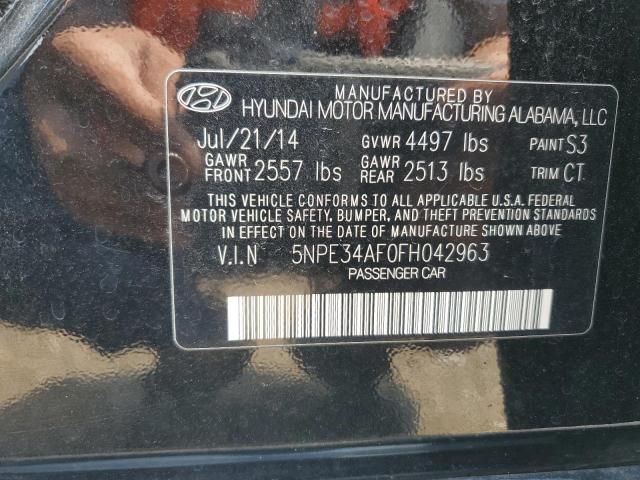 MANUFACTURED BY
HYUNDAI MOTOR MANUFACTURING ALABAMA, LLC
Jul/21/14 GVWR 4497 lbs PAINT S3
GAWR FRONT 2557 lbs GAWR REAR 2513 lbs TRIM CT
THIS VEHICLE CONFORMS TO ALL APPLICABLE U.S.A. FEDERAL
MOTOR VEHICLE SAFETY, BUMPER, AND THEFT PREVENTION STANDARDS
IN EFFECT ON THE DATE OF MANUFACTURE SHOWN ABOVE
V.I.N 5NPE34AF0FH042963
PASSENGER CAR